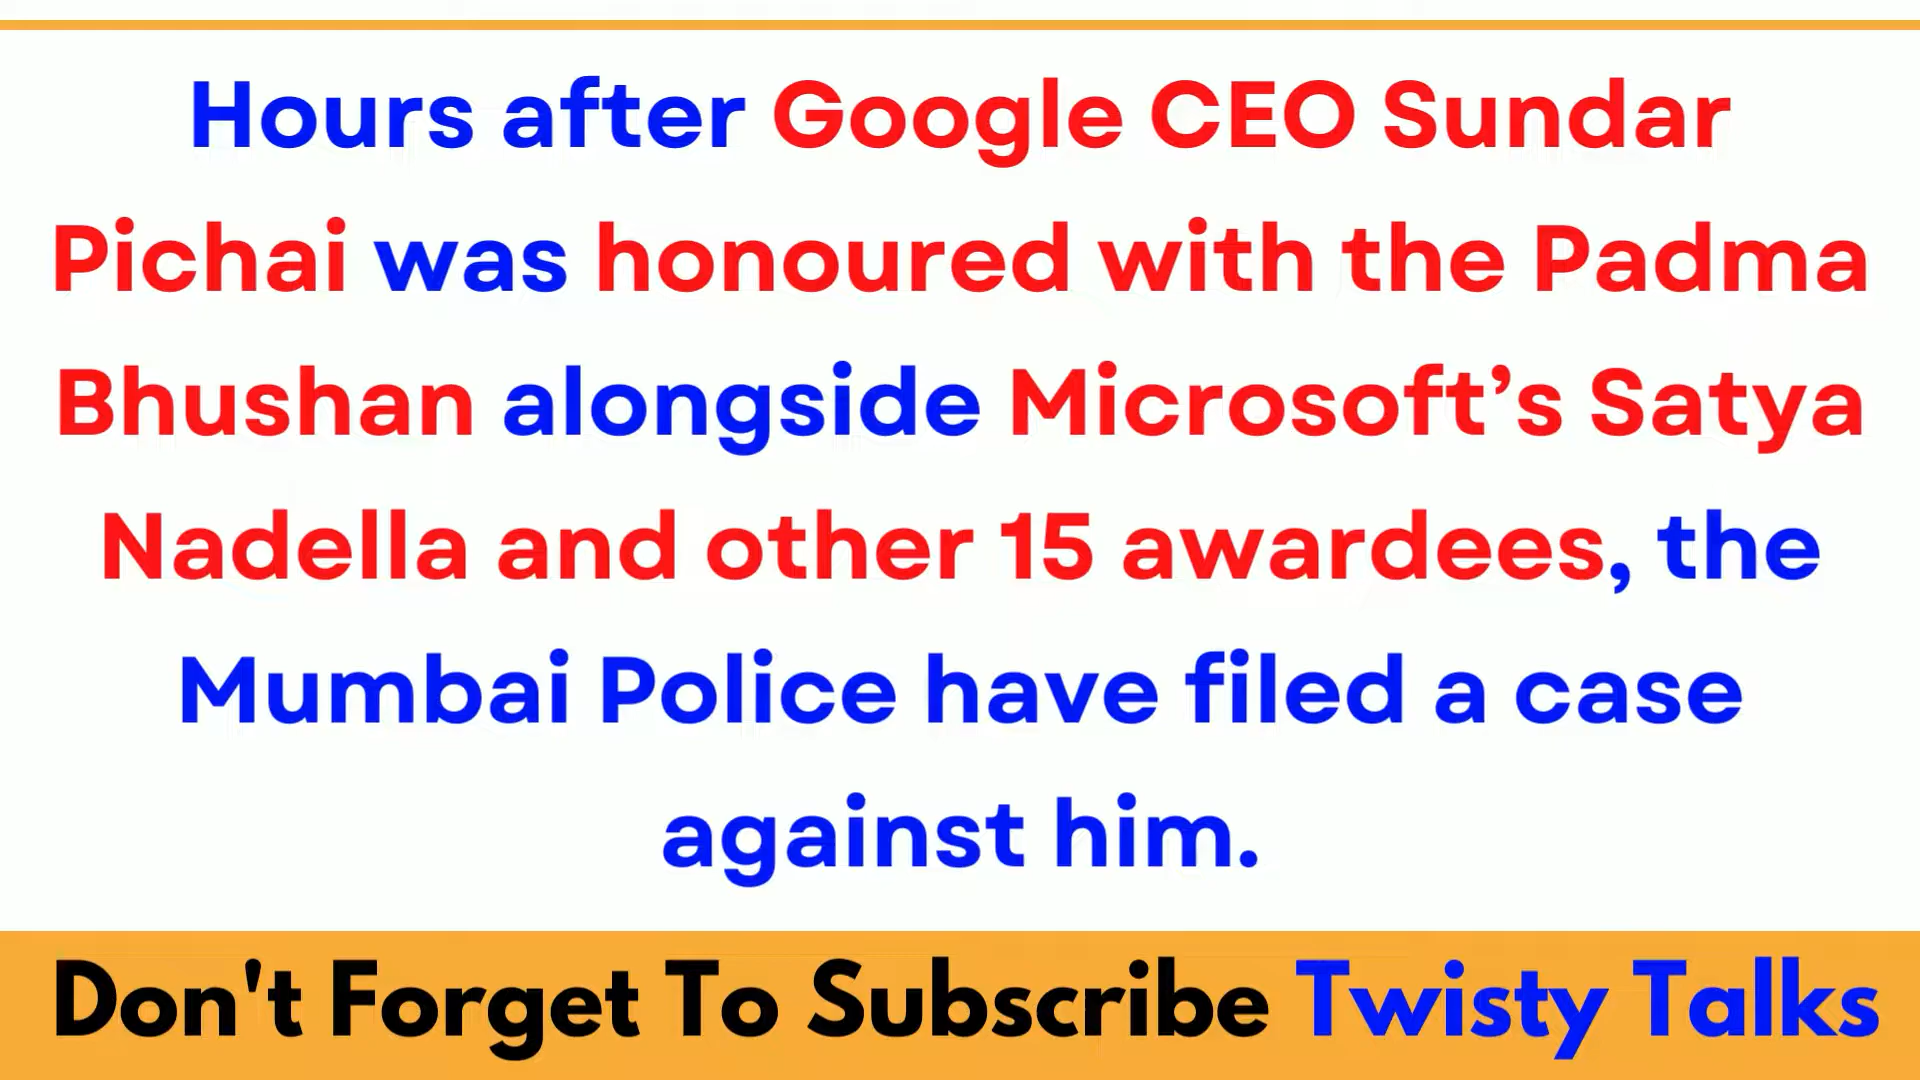 Hours after Google CEO Sundar
Pichai was honoured with the Padma
Bhushan alongside Microsoft’s Satya
Nadella and other 15 awardees, the
Mumbai Police have filed a case
against him.
Don't Forget To Subscribe Twisty Talks